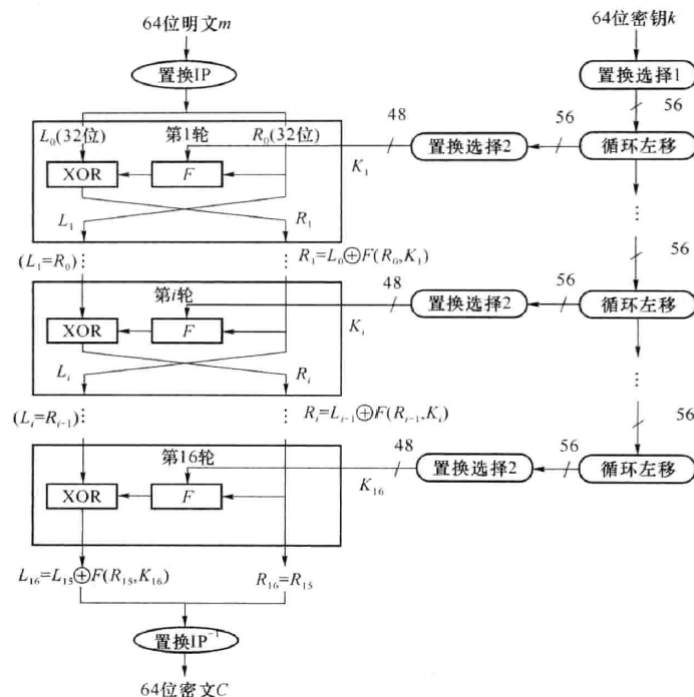 64位明文m
64位密钥k
置换IP
置换选择1
56
L₀(32位)
第1轮
R₀(32位)
48
56
XOR
F
K₁
置换选择2
循环左移
L₁
R₁
(L₁=R₀)
R₁=L₀⊕F(R₀,K₁)
56
第i轮
48
56
XOR
F
Kᵢ
置换选择2
循环左移
Lᵢ
Rᵢ
(Lᵢ=Rᵢ₋₁)
Rᵢ=Lᵢ₋₁⊕F(Rᵢ₋₁,Kᵢ)
56
第16轮
48
56
XOR
F
K₁₆
置换选择2
循环左移
L₁₆=L₁₅⊕F(R₁₅,K₁₆)
R₁₆=R₁₅
置换IP⁻¹
64位密文C